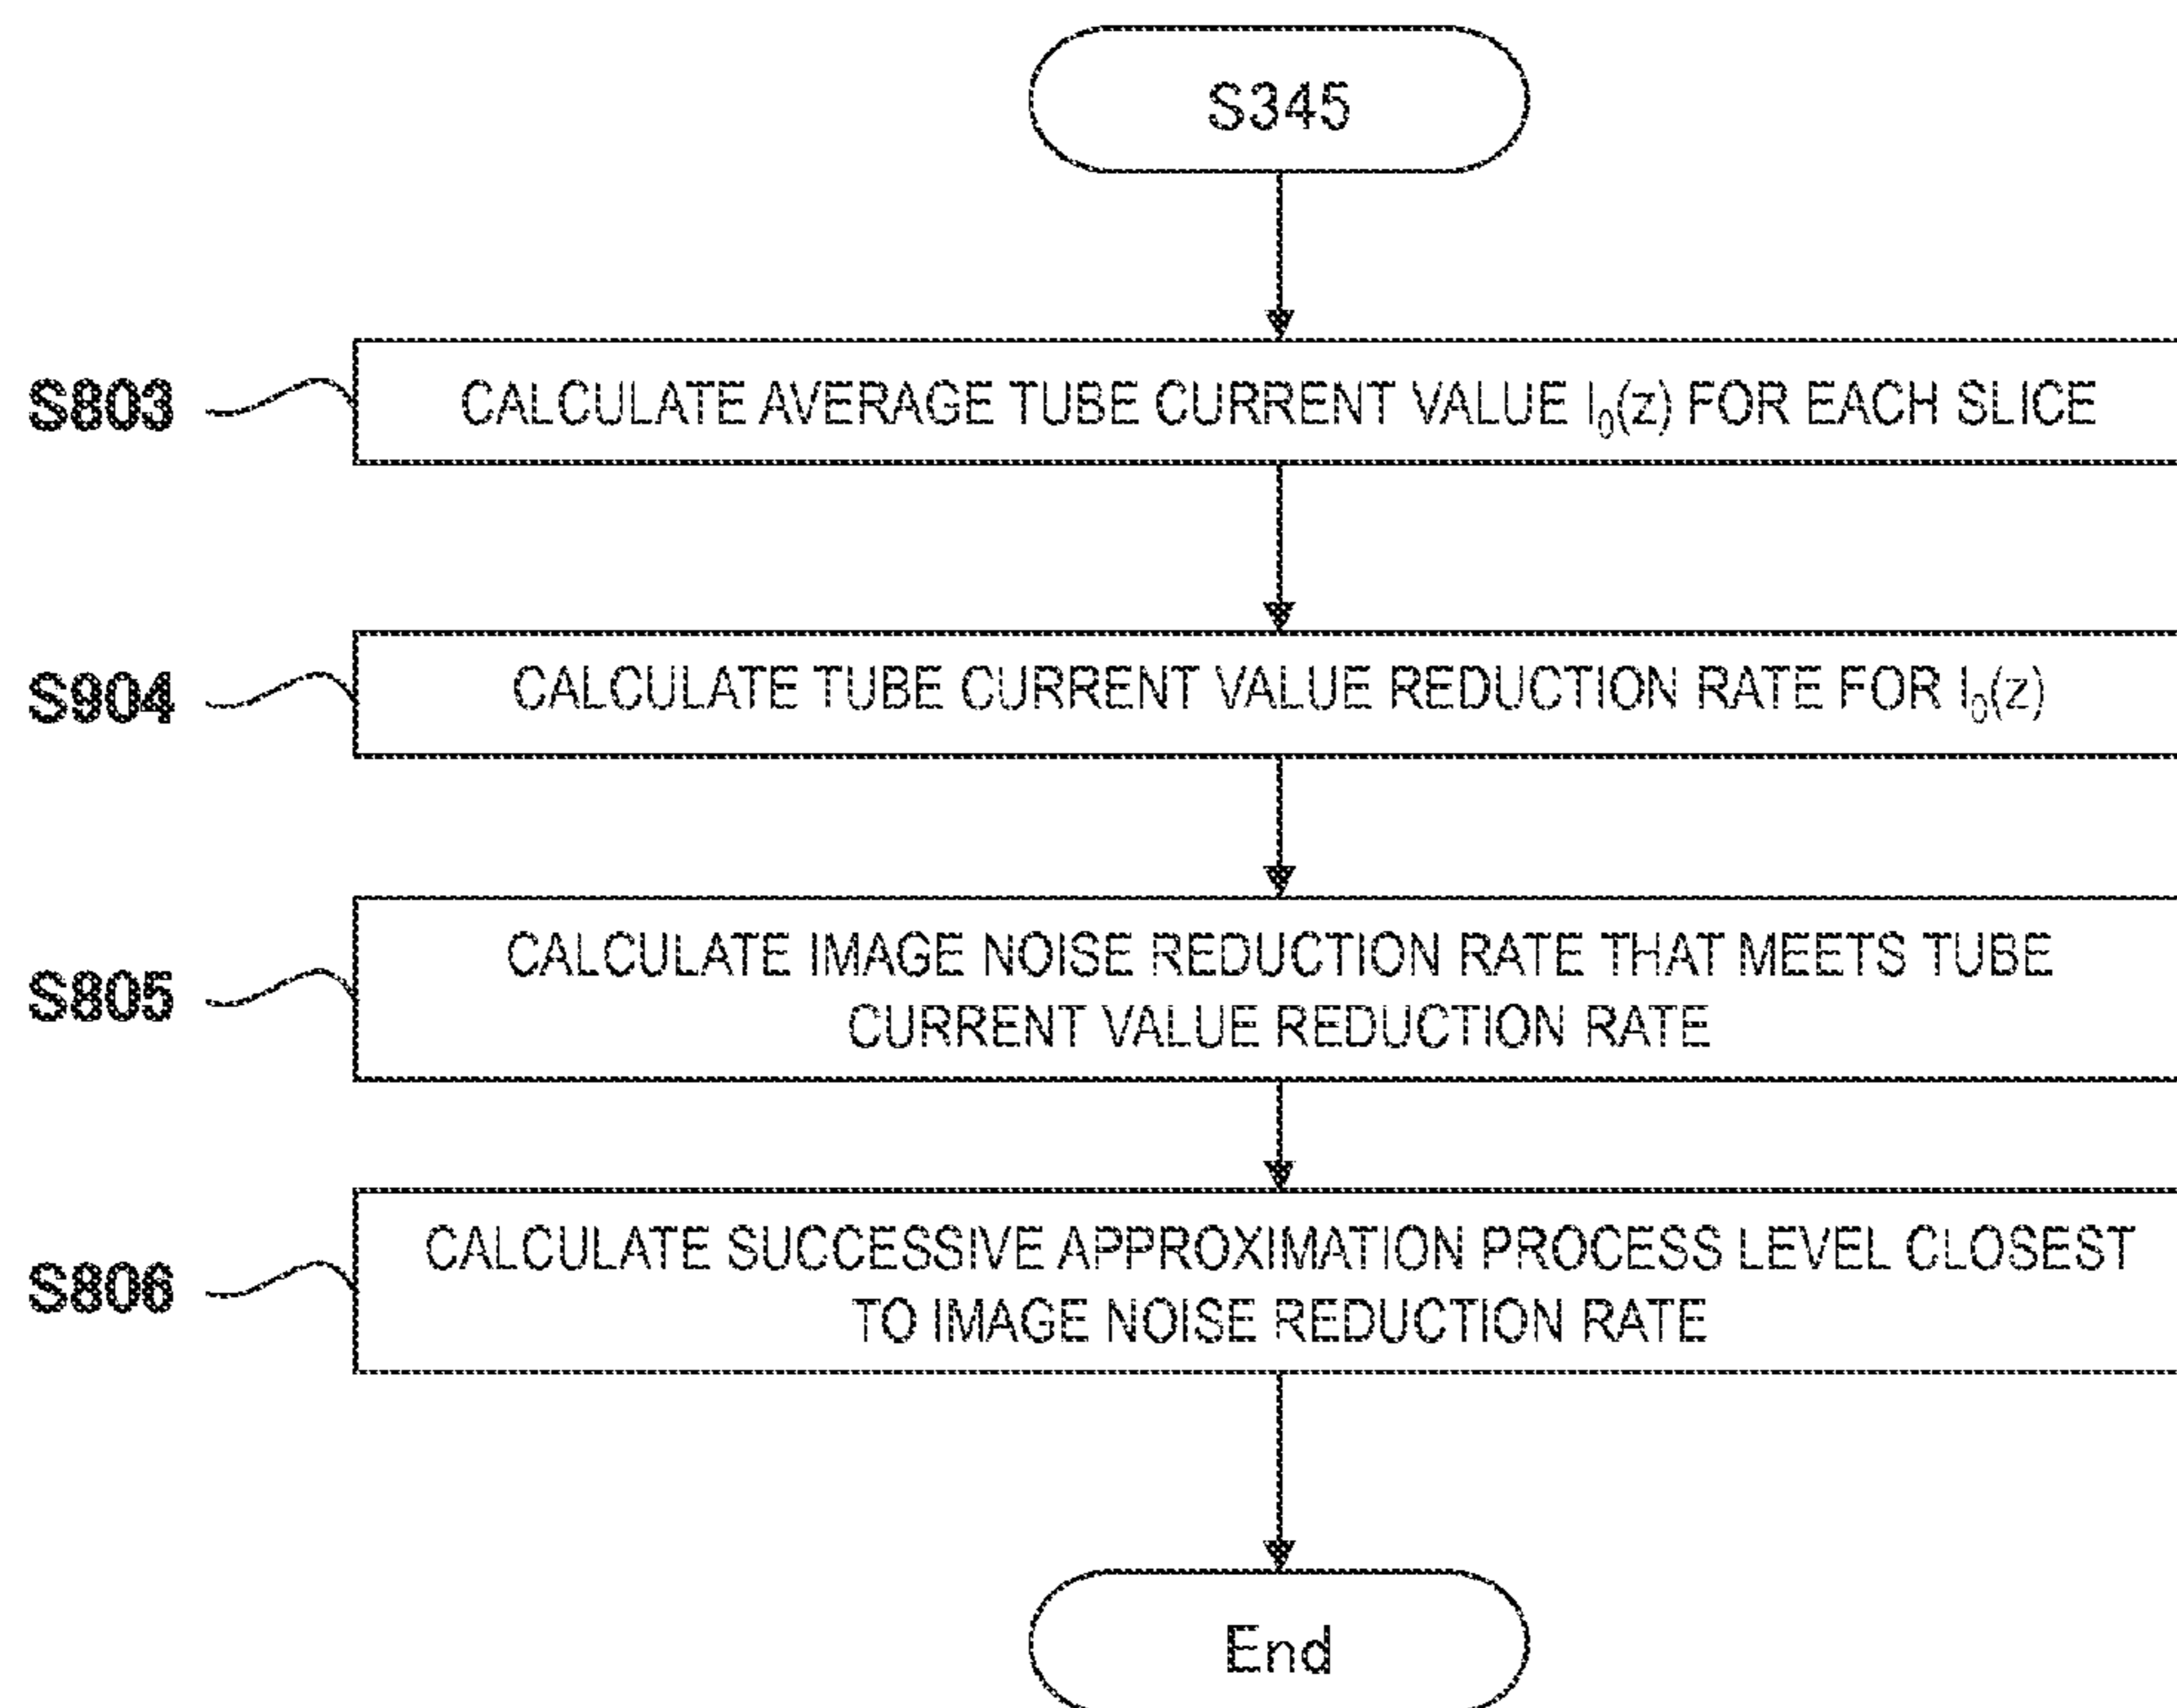 S345
S803
CALCULATE AVERAGE TUBE CURRENT VALUE I₀(z) FOR EACH SLICE
S904
CALCULATE TUBE CURRENT VALUE REDUCTION RATE FOR I₀(z)
S805
CALCULATE IMAGE NOISE REDUCTION RATE THAT MEETS TUBE
CURRENT VALUE REDUCTION RATE
S806
CALCULATE SUCCESSIVE APPROXIMATION PROCESS LEVEL CLOSEST
TO IMAGE NOISE REDUCTION RATE
End